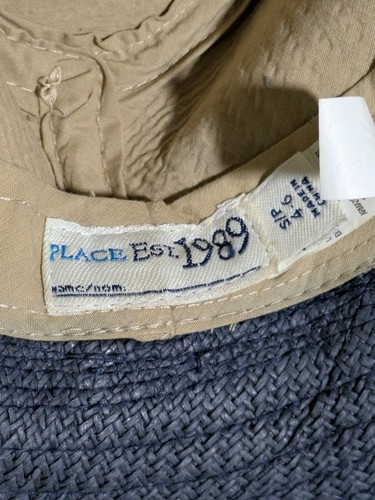 PLACE EST. 1989
name/nom:
S/P
4-6
MADE IN
CHINA